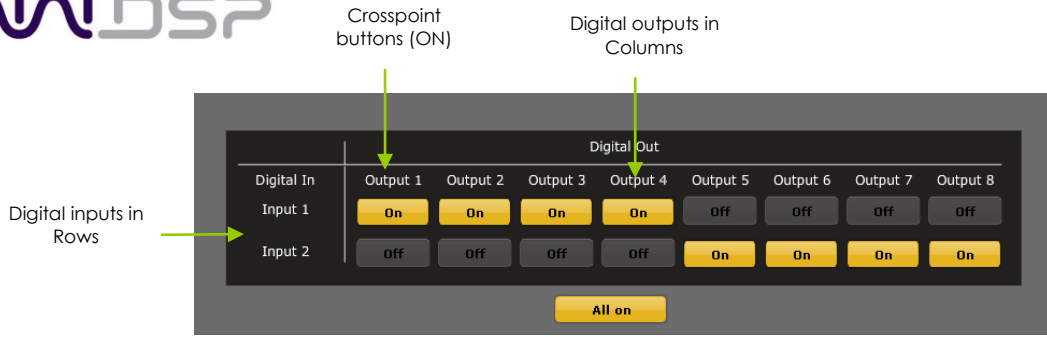 DSP
Crosspoint
buttons (ON)
Digital outputs in
Columns
Digital Out
Digital In Output 1 Output 2 Output 3 Output 4 Output 5 Output 6 Output 7 Output 8
Digital inputs in
Rows
Input 1 On On On On Off Off Off Off
Input 2 Off Off Off Off On On On On
All on